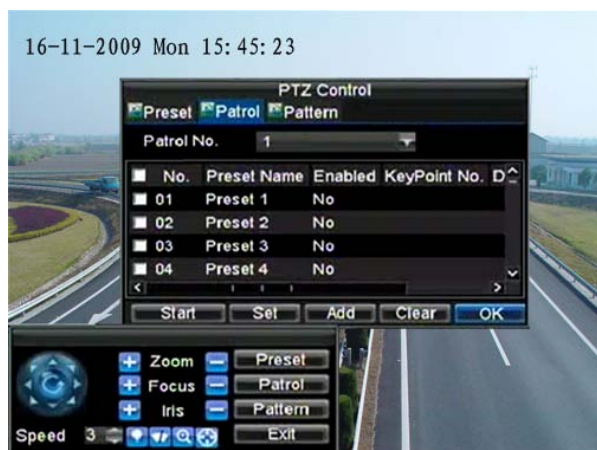 16-11-2009 Mon 15:45:23
PTZ Control
Preset Patrol Pattern
Patrol No. 1
No. Preset Name Enabled KeyPoint No. D
01 Preset 1 No
02 Preset 2 No
03 Preset 3 No
04 Preset 4 No
Start Set Add Clear OK
Zoom Preset
Focus Patrol
Iris Pattern
Speed 3 Exit